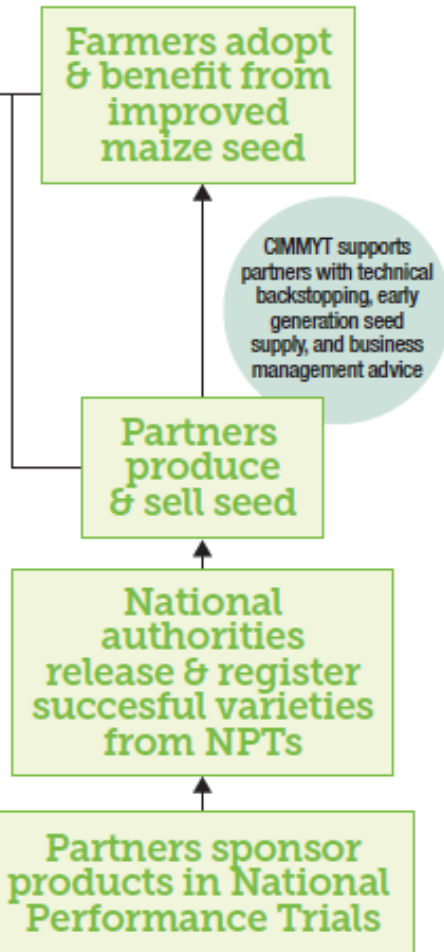 Farmers adopt
& benefit from
improved
maize seed
CIMMYT supports
partners with technical
backstopping, early
generation seed
supply, and business
management advice
Partners
produce
& sell seed
National
authorities
release & register
succesful varieties
from NPTs
Partners sponsor
products in National
Performance Trials